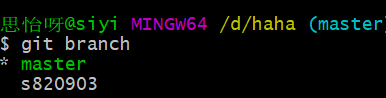 思怡呀@siyi MINGW64 /d/haha (master)
$ git branch
* master
  s820903